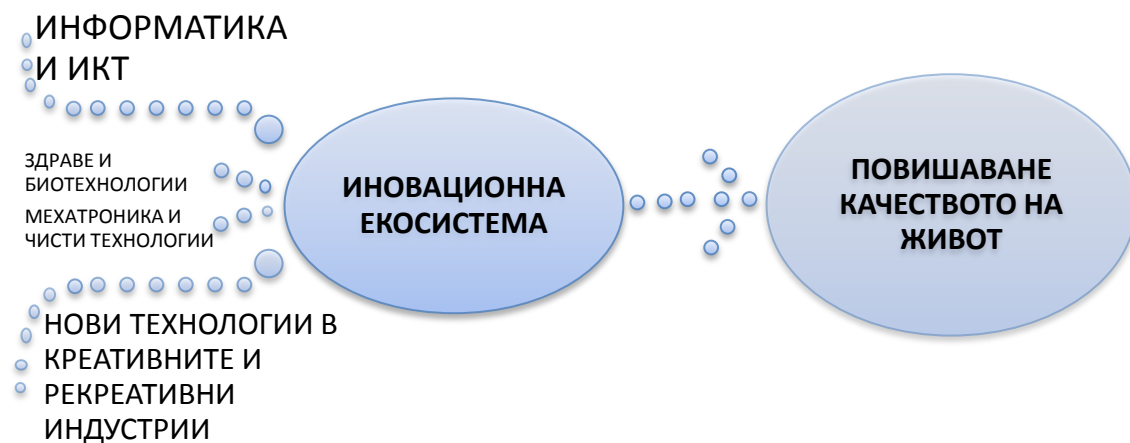 ИНФОРМАТИКА
И ИКТ
ЗДРАВЕ И
БИОТЕХНОЛОГИИ
МЕХАТРОНИКА И
ЧИСТИ ТЕХНОЛОГИИ
НОВИ ТЕХНОЛОГИИ В
КРЕАТИВНИТЕ И
РЕКРЕАТИВНИ
ИНДУСТРИИ
ИНОВАЦИОННА
ЕКОСИСТЕМА
ПОВИШАВАНЕ
КАЧЕСТВОТО НА
ЖИВОТ